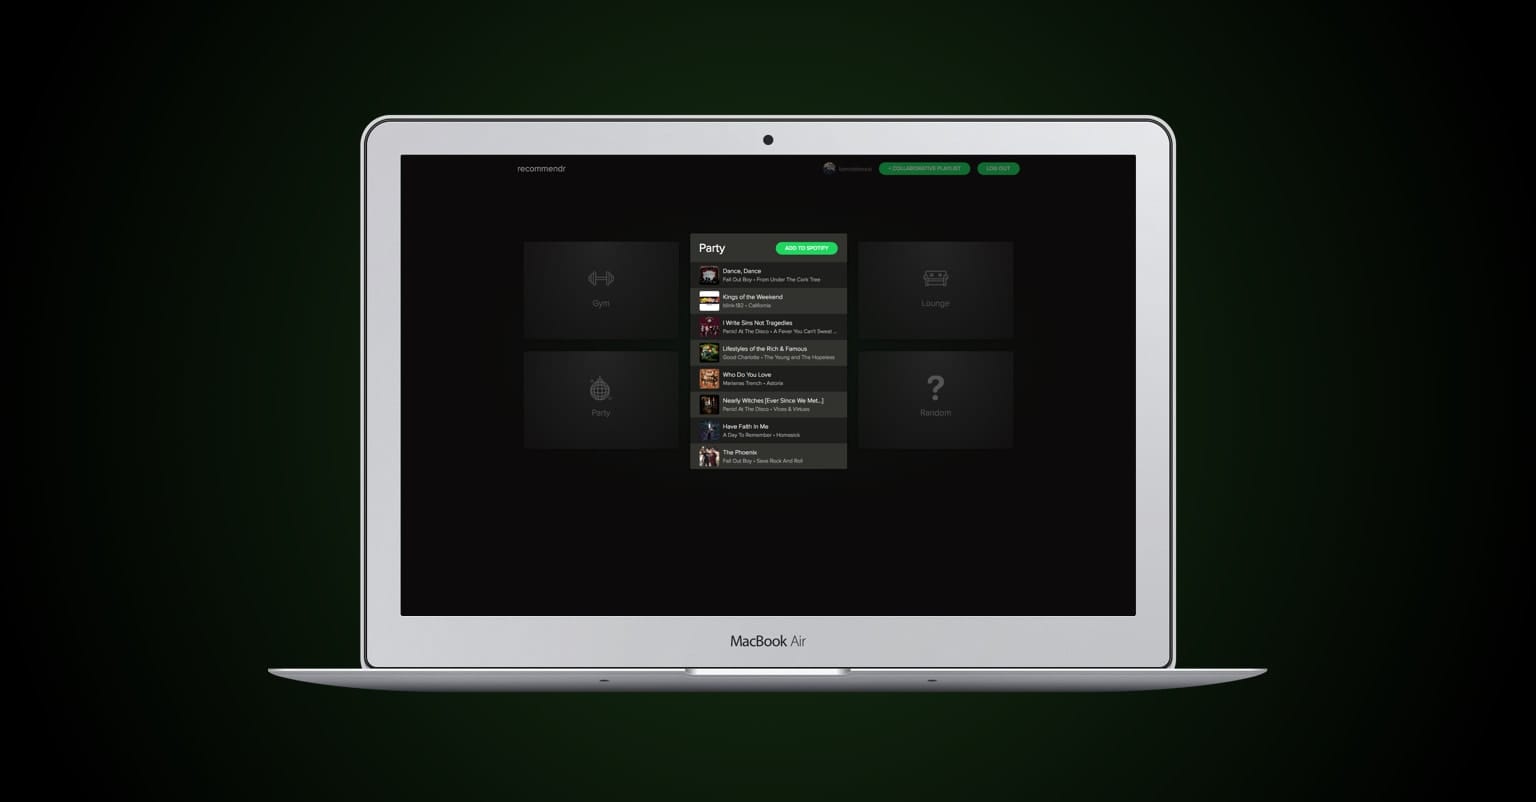 recommendr
+ COLLABORATIVE PLAYLIST
LOG OUT
Gym
Party
Party
ADD TO SPOTIFY
Dance, Dance
Fall Out Boy • From Under The Cork Tree
Kings of the Weekend
blink-182 • California
I Write Sins Not Tragedies
Panic! At The Disco • A Fever You Can't Sweat ...
Lifestyles of the Rich & Famous
Good Charlotte • The Young and The Hopeless
Who Do You Love
Marianas Trench • Astoria
Nearly Witches [Ever Since We Met...]
Panic! At The Disco • Vices & Virtues
Have Faith In Me
A Day To Remember • Homesick
The Phoenix
Fall Out Boy • Save Rock And Roll
Lounge
Random
MacBook Air